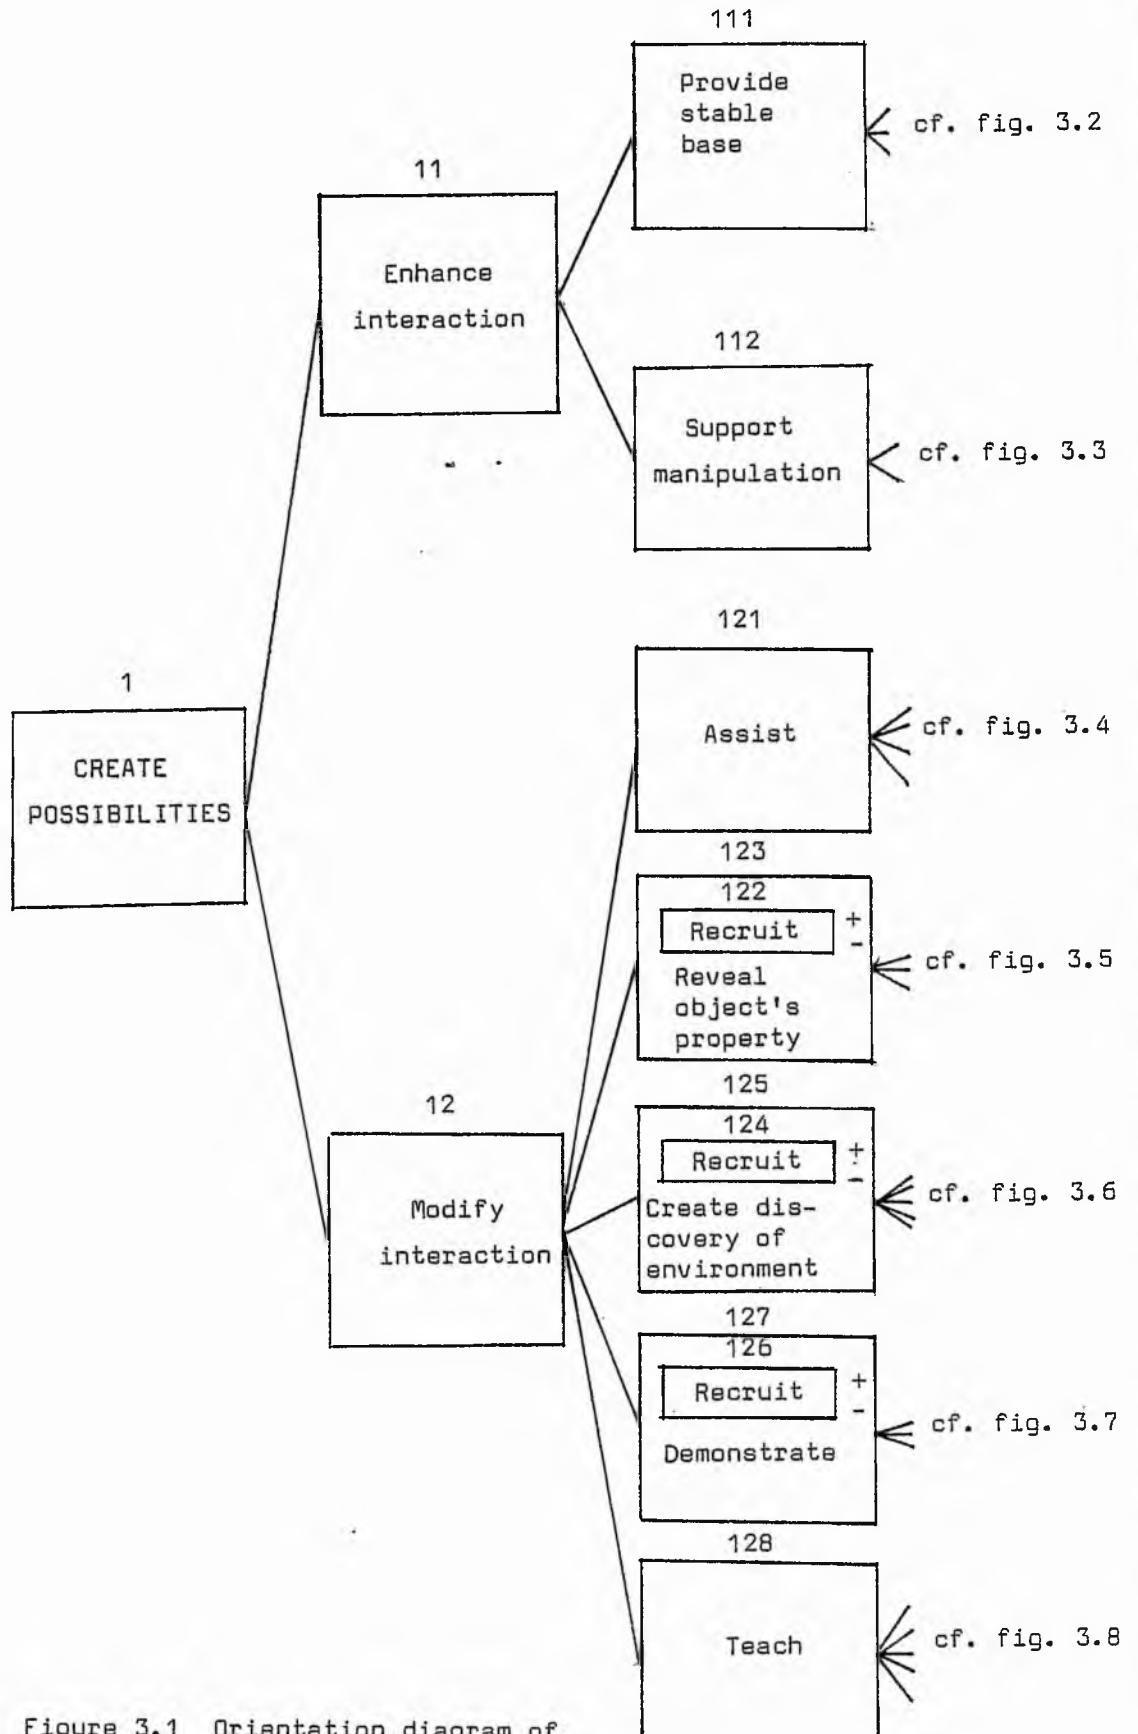 111
Provide
stable
base
cf. fig. 3.2
11
Enhance
interaction
112
Support
manipulation
cf. fig. 3.3
121
Assist
cf. fig. 3.4
1
CREATE
POSSIBILITIES
123
122
Recruit
+
-
Reveal
object's
property
cf. fig. 3.5
12
Modify
interaction
125
124
Recruit
+
-
Create dis-
covery of
environment
cf. fig. 3.6
127
126
Recruit
+
-
Demonstrate
cf. fig. 3.7
128
Teach
cf. fig. 3.8
Figure 3.1 Orientation diagram of